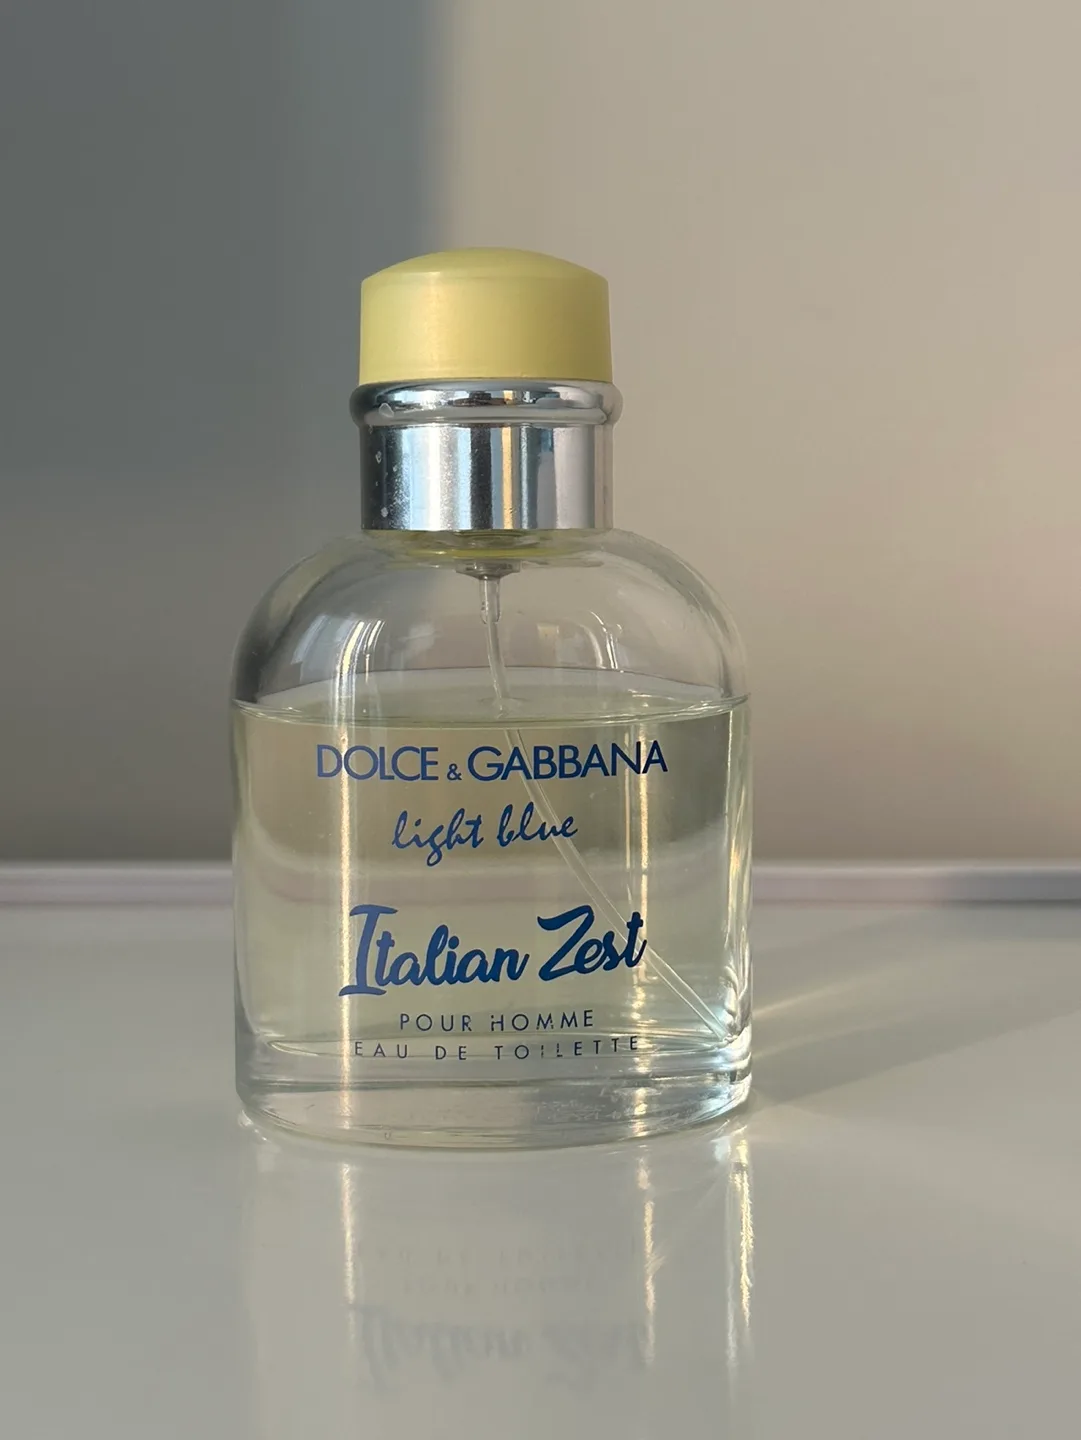 DOLCE & GABBANA
light blue
Italian Zest
POUR HOMME
EAU DE TOILETTE